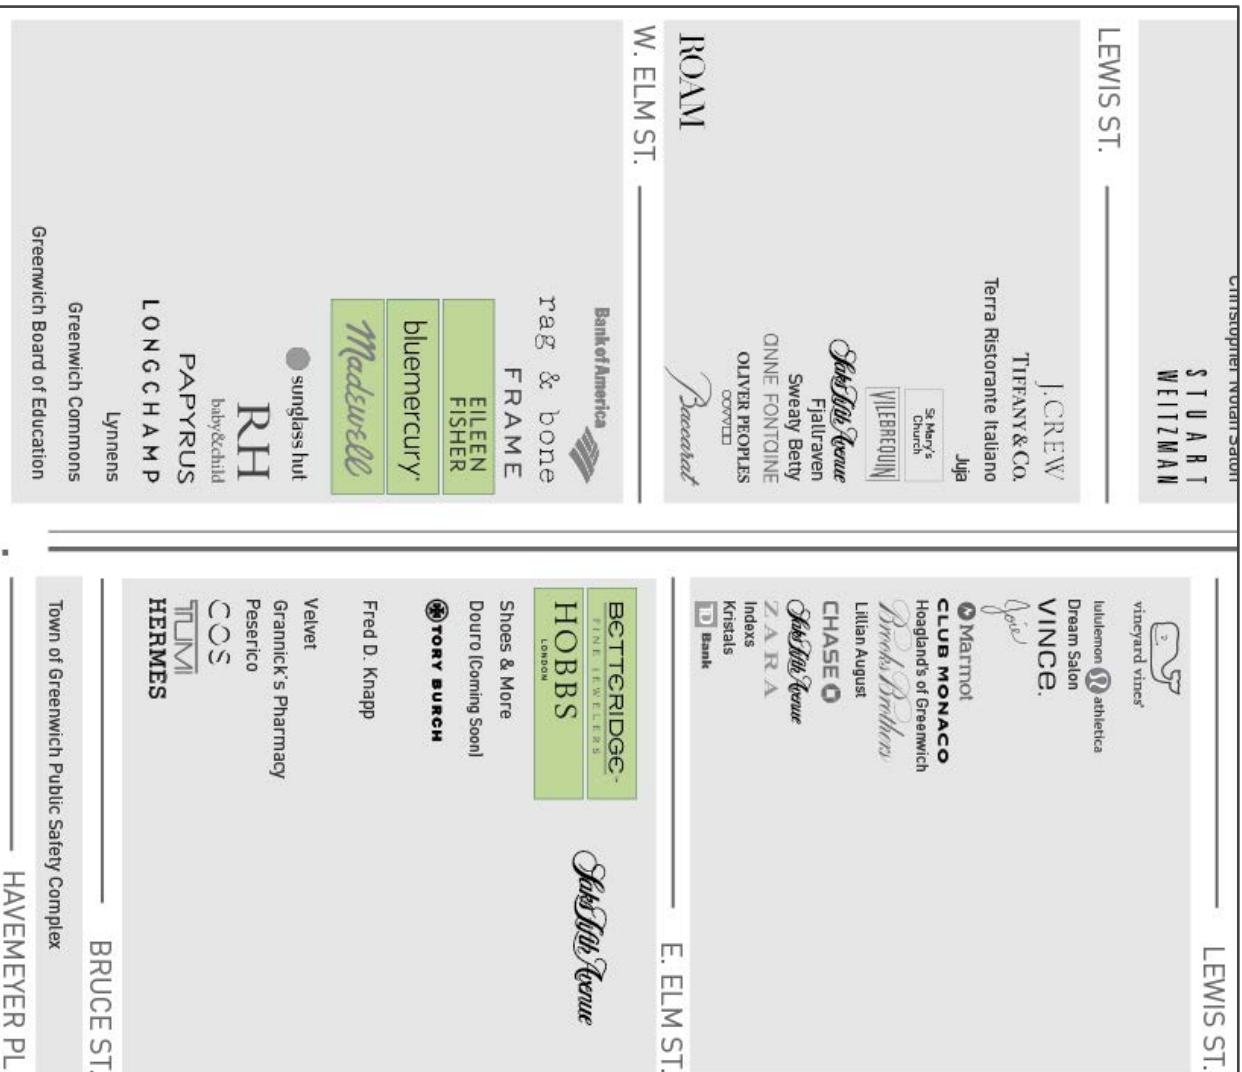 STUART
WEITZMAN
LEWIS ST.
J.CREW
TIFFANY & CO.
Terra Ristorante Italiano
Juja
St Mary's
Church
VILEBREQUIN
Saks Fifth Avenue
Fjallraven
Sweaty Betty
ANNE FONTAINE
OLIVER PEOPLES
Baccarat
ROAM
W. ELM ST.
BankofAmerica
rag & bone
FRAME
EILEEN
FISHER
bluemercury
Madewell
sunglass hut
RH
baby&child
PAPYRUS
LONGCHAMP
Lynnens
Greenwich Commons
Greenwich Board of Education
LEWIS ST.
vineyard vines
lululemon athletica
Dream Salon
VINCE.
Joie
Marmot
CLUB MONACO
Hoagland's of Greenwich
Brooks Brothers
Lillian August
CHASE
Saks Fifth Avenue
ZARA
Indexs
Kristals
TD Bank
E. ELM ST.
BETTERIDGE
FINE JEWELERS
HOBBS
LONDON
Saks Fifth Avenue
Shoes & More
Douro (Coming Soon)
TORY BURCH
Fred D. Knapp
Velvet
Grannick's Pharmacy
Peserico
COS
TUMI
HERMES
BRUCE ST.
Town of Greenwich Public Safety Complex
HAVEMEYER PL